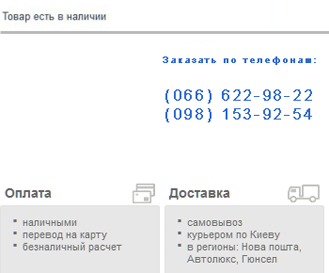 Товар есть в наличии
Заказать по телефонам:
(066) 622-98-22
(098) 153-92-54
Оплата
наличными
перевод на карту
безналичный расчет
Доставка
самовывоз
курьером по Киеву
в регионы: Нова пошта,
Автолюкс, Гюнсел